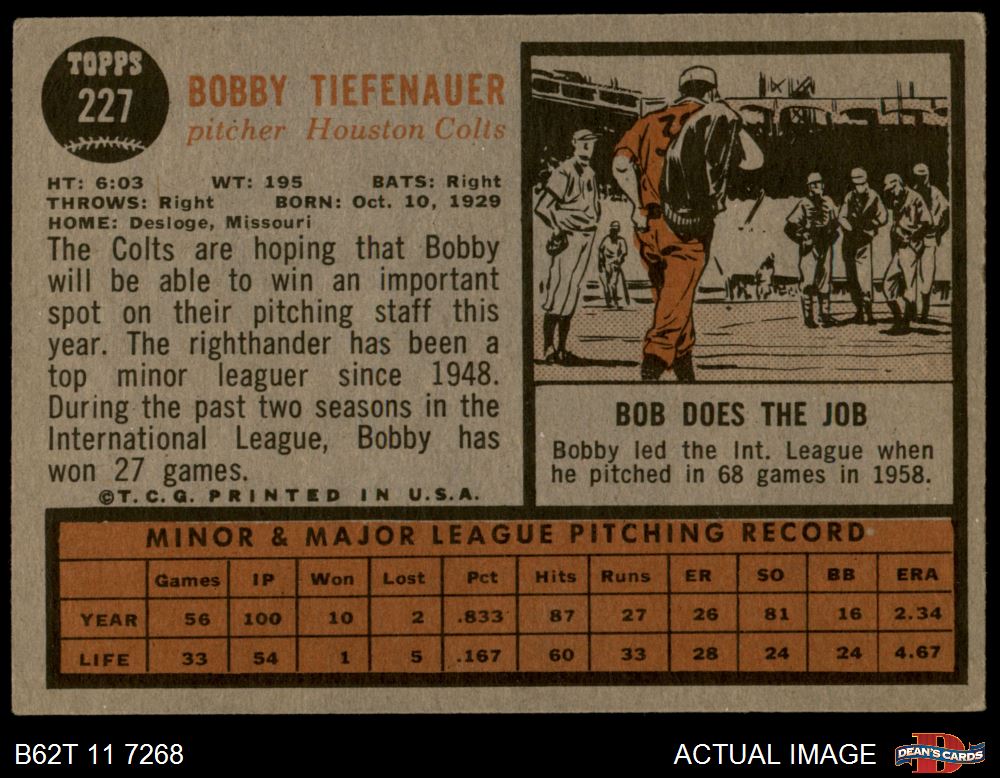 TOPPS
227
BOBBY TIEFENAUER
pitcher Houston Colts
HT: 6:03 WT: 195 BATS: Right
THROWS: Right BORN: Oct. 10, 1929
HOME: Desloge, Missouri
The Colts are hoping that Bobby
will be able to win an important
spot on their pitching staff this
year. The righthander has been a
top minor leaguer since 1948.
During the past two seasons in the
International League, Bobby has
won 27 games.
©T.C.G. PRINTED IN U.S.A.
BOB DOES THE JOB
Bobby led the Int. League when
he pitched in 68 games in 1958.
MINOR & MAJOR LEAGUE PITCHING RECORD
Games IP Won Lost Pct Hits Runs ER SO BB ERA
YEAR 56 100 10 2 .833 87 27 26 81 16 2.34
LIFE 33 54 1 5 .167 60 33 28 24 24 4.67
B62T 11 7268 ACTUAL IMAGE
DEAN'S CARDS